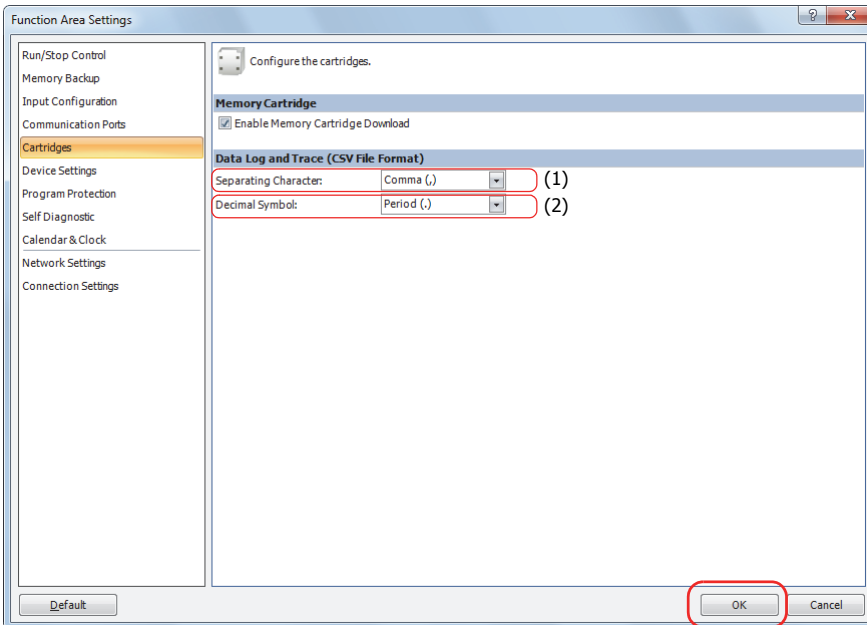 Function Area Settings
Run/Stop Control
Memory Backup
Input Configuration
Communication Ports
Cartridges
Device Settings
Program Protection
Self Diagnostic
Calendar & Clock
Network Settings
Connection Settings
Configure the cartridges.
Memory Cartridge
Enable Memory Cartridge Download
Data Log and Trace (CSV File Format)
Separating Character: Comma (,) (1)
Decimal Symbol: Period (.) (2)
Default OK Cancel